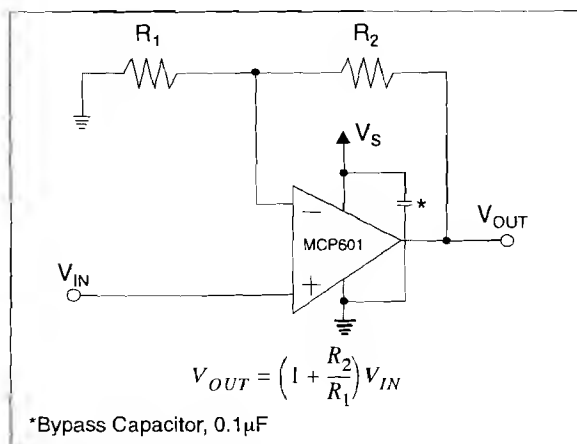 R1 R2
VS
*
−
MCP601
VOUT
VIN
+
VOUT = (1 + R2/R1) VIN
*Bypass Capacitor, 0.1µF